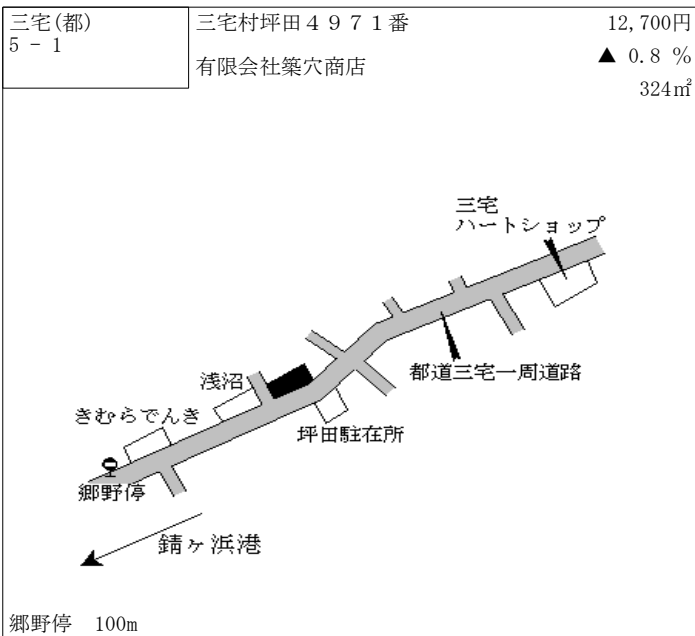 三宅(都)
5 - 1
三宅村坪田４９７１番
有限会社築穴商店
12,700円
▲ 0.8 %
324㎡
三宅
ハートショップ
都道三宅一周道路
浅沼
きむらでんき
坪田駐在所
郷野停
錆ヶ浜港
郷野停 100m